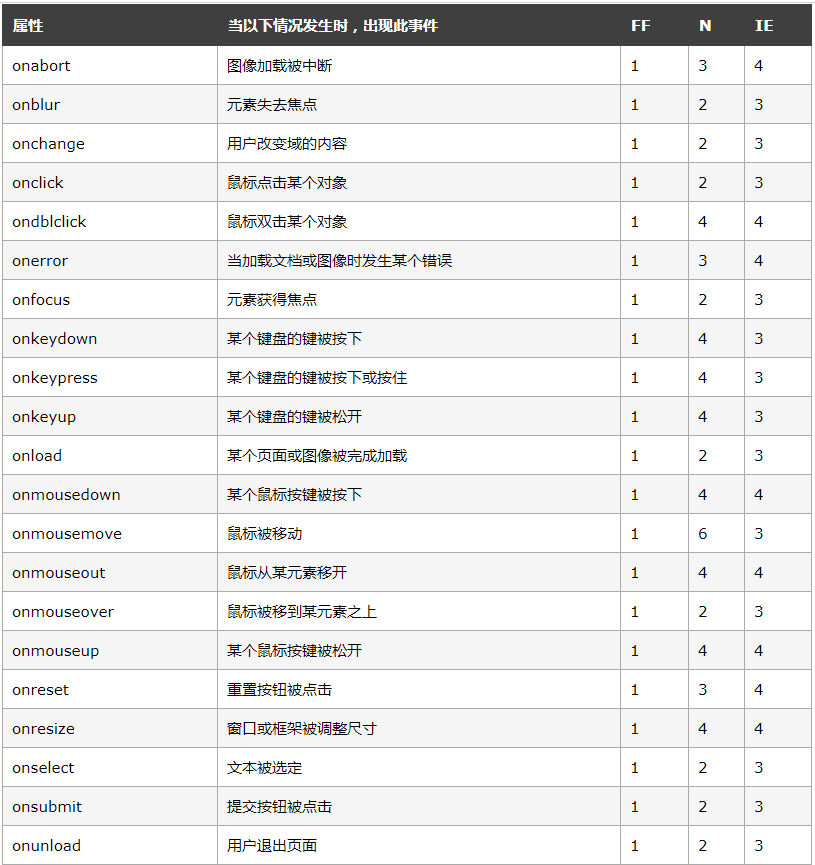 属性 当以下情况发生时，出现此事件 FF N IE
onabort 图像加载被中断 1 3 4
onblur 元素失去焦点 1 2 3
onchange 用户改变域的内容 1 2 3
onclick 鼠标点击某个对象 1 2 3
ondblclick 鼠标双击某个对象 1 4 4
onerror 当加载文档或图像时发生某个错误 1 3 4
onfocus 元素获得焦点 1 2 3
onkeydown 某个键盘的键被按下 1 4 3
onkeypress 某个键盘的键被按下或按住 1 4 3
onkeyup 某个键盘的键被松开 1 4 3
onload 某个页面或图像被完成加载 1 2 3
onmousedown 某个鼠标按键被按下 1 4 4
onmousemove 鼠标被移动 1 6 3
onmouseout 鼠标从某元素移开 1 4 4
onmouseover 鼠标被移到某元素之上 1 2 3
onmouseup 某个鼠标按键被松开 1 4 4
onreset 重置按钮被点击 1 3 4
onresize 窗口或框架被调整尺寸 1 4 4
onselect 文本被选定 1 2 3
onsubmit 提交按钮被点击 1 2 3
onunload 用户退出页面 1 2 3